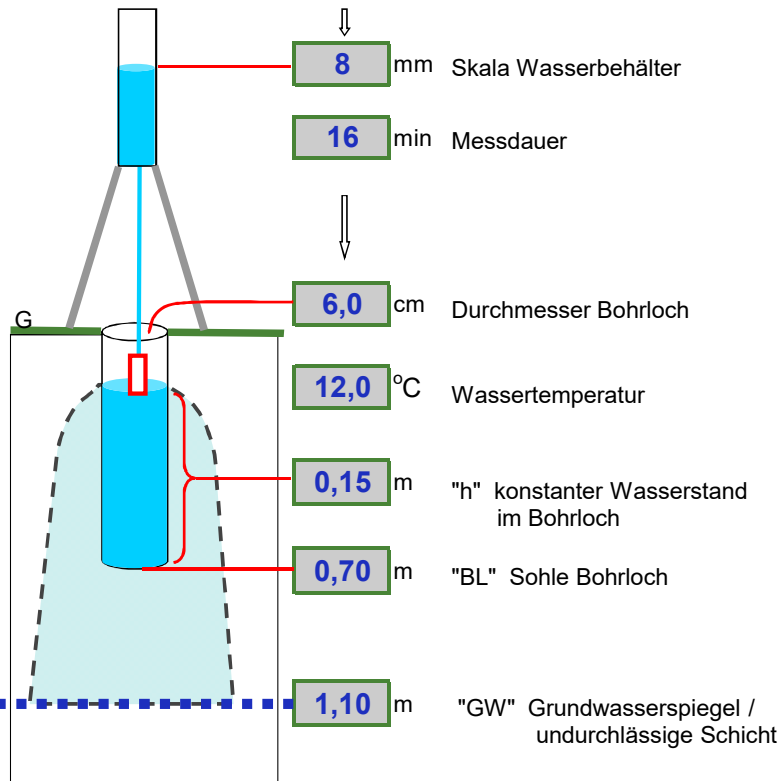 8 mm Skala Wasserbehälter
16 min Messdauer
G
6,0 cm Durchmesser Bohrloch
12,0 °C Wassertemperatur
0,15 m "h" konstanter Wasserstand
im Bohrloch
0,70 m "BL" Sohle Bohrloch
1,10 m "GW" Grundwasserspiegel /
undurchlässige Schicht